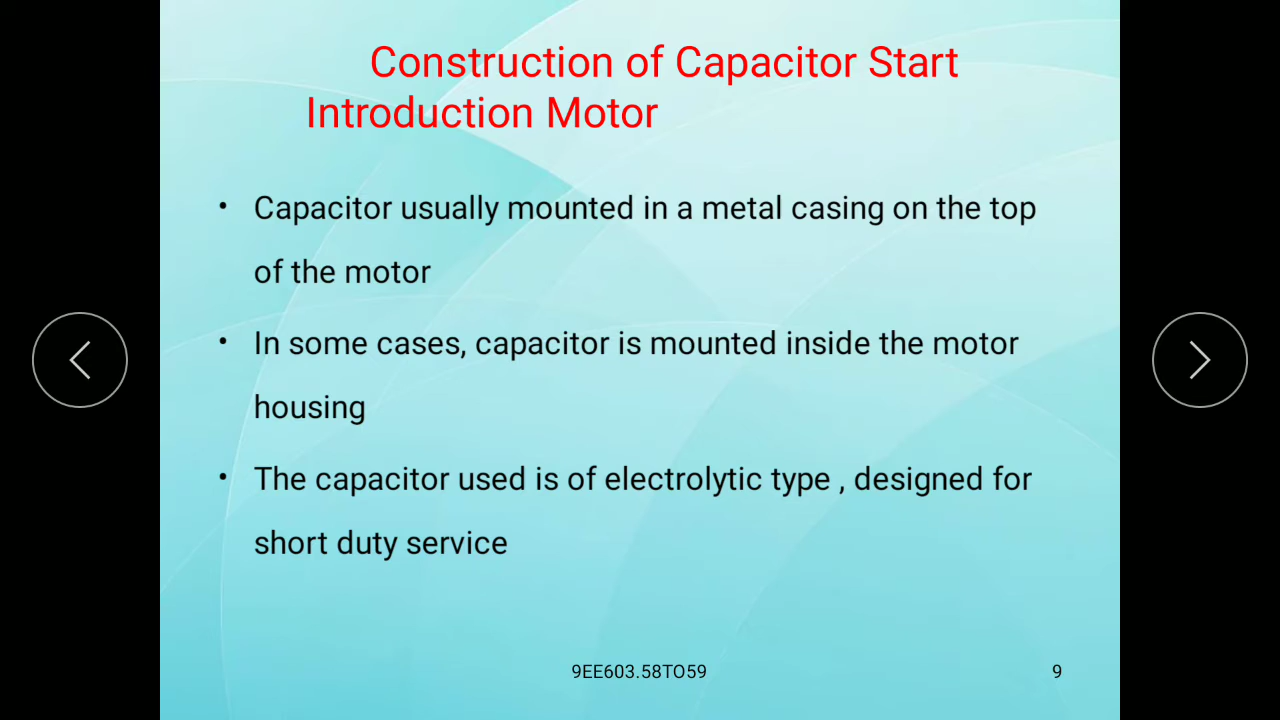 Construction of Capacitor Start
Introduction Motor
• Capacitor usually mounted in a metal casing on the top
of the motor
• In some cases, capacitor is mounted inside the motor
housing
• The capacitor used is of electrolytic type , designed for
short duty service
9EE603.58TO59
9